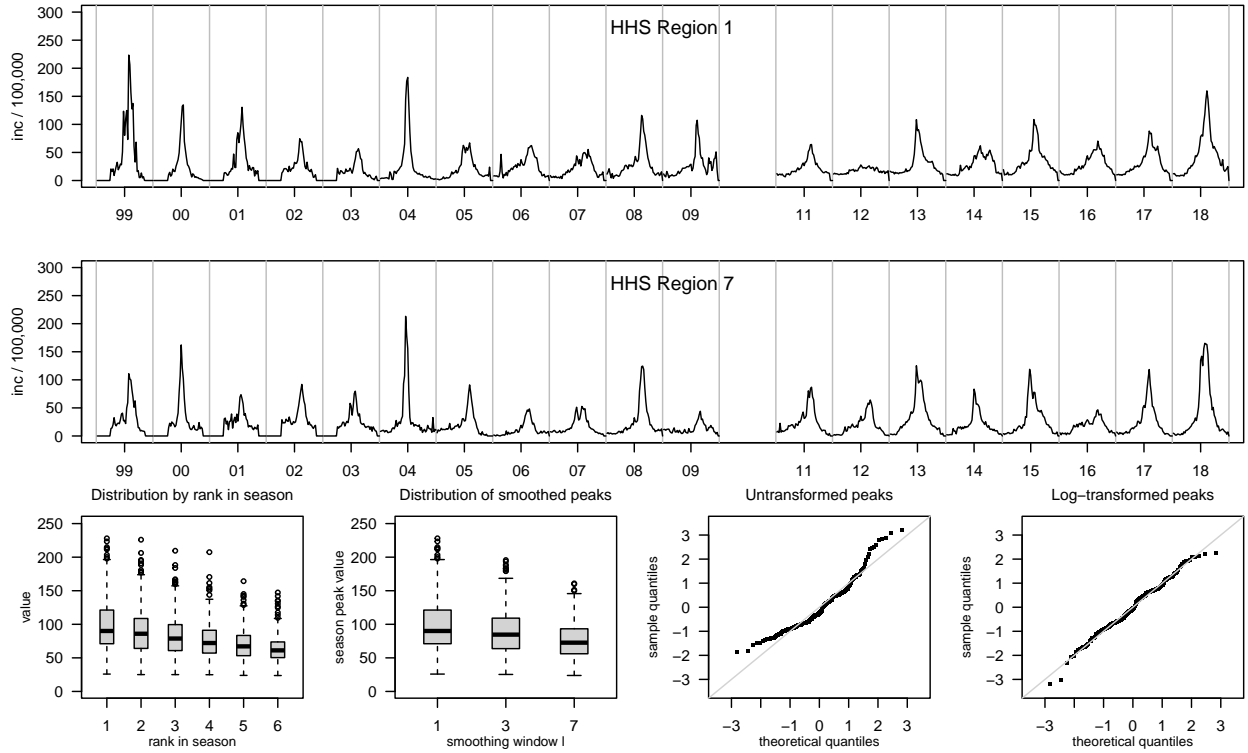 HHS Region 1
inc / 100,000
300
250
200
150
100
50
0
99 00 01 02 03 04 05 06 07 08 09 11 12 13 14 15 16 17 18
HHS Region 7
inc / 100,000
300
250
200
150
100
50
0
99 00 01 02 03 04 05 06 07 08 09 11 12 13 14 15 16 17 18
Distribution by rank in season
value
250
200
150
100
50
0
1 2 3 4 5 6
rank in season
Distribution of smoothed peaks
season peak value
250
200
150
100
50
0
1 3 7
smoothing window l
Untransformed peaks
sample quantiles
3
2
1
0
−1
−2
−3
−3 −1 0 1 2 3
theoretical quantiles
Log−transformed peaks
sample quantiles
3
2
1
0
−1
−2
−3
−3 −1 0 1 2 3
theoretical quantiles